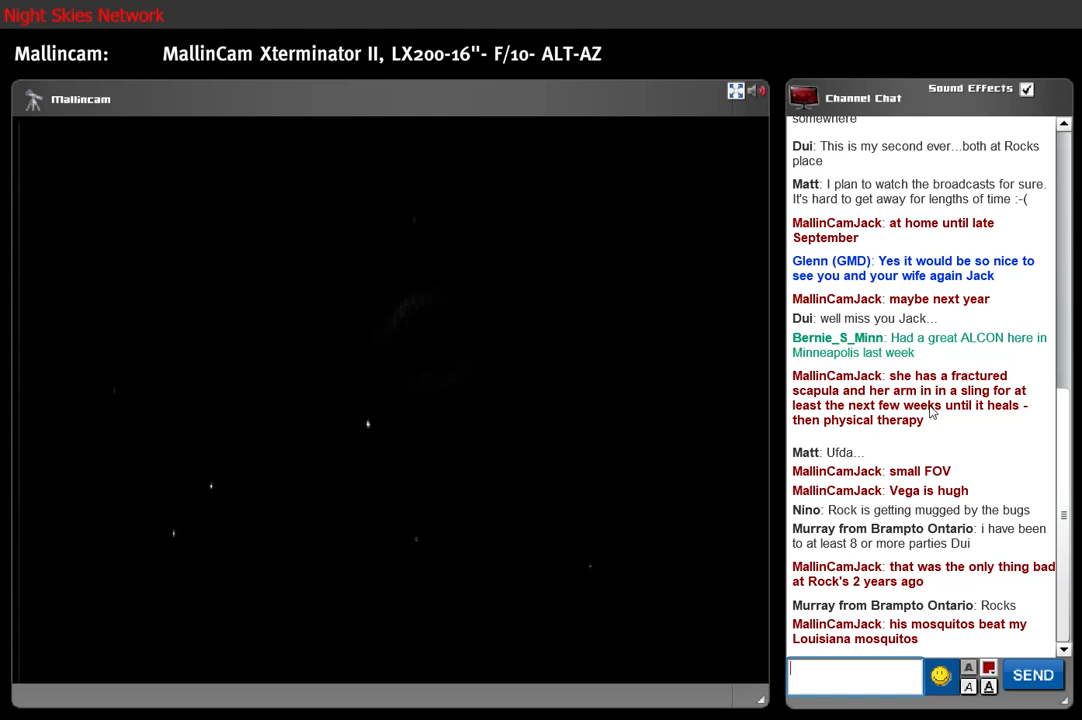 Night Skies Network
Mallincam: MallinCam Xterminator II, LX200-16"- F/10- ALT-AZ
Mallincam
Channel Chat
Sound Effects
somewhere
Dui: This is my second ever...both at Rocks
place
Matt: I plan to watch the broadcasts for sure.
It's hard to get away for lengths of time :-(
MallinCamJack: at home until late
September
Glenn (GMD): Yes it would be so nice to
see you and your wife again Jack
MallinCamJack: maybe next year
Dui: well miss you Jack...
Bernie_S_Minn: Had a great ALCON here in
Minneapolis last week
MallinCamJack: she has a fractured
scapula and her arm in in a sling for at
least the next few weeks until it heals -
then physical therapy
Matt: Ufda...
MallinCamJack: small FOV
MallinCamJack: Vega is hugh
Nino: Rock is getting mugged by the bugs
Murray from Brampto Ontario: i have been
to at least 8 or more parties Dui
MallinCamJack: that was the only thing bad
at Rock's 2 years ago
Murray from Brampto Ontario: Rocks
MallinCamJack: his mosquitos beat my
Louisiana mosquitos
A
A A
SEND